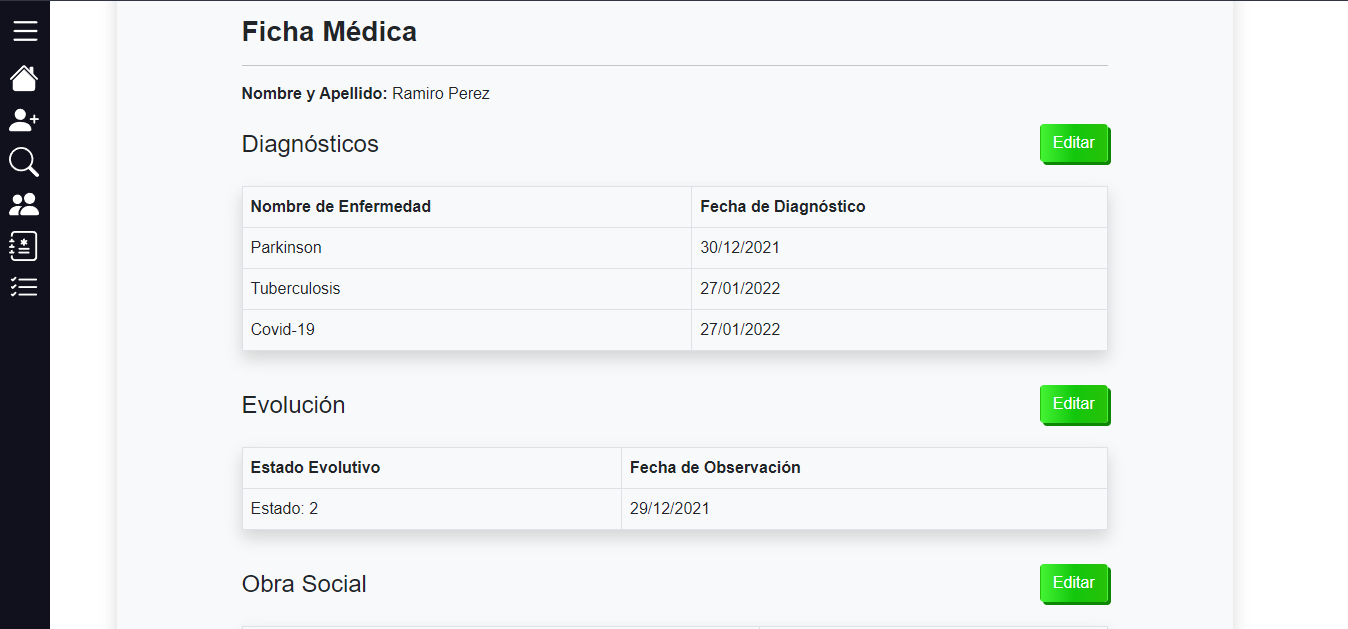 Ficha Médica
Nombre y Apellido: Ramiro Perez
Diagnósticos Editar
Nombre de Enfermedad Fecha de Diagnóstico
Parkinson 30/12/2021
Tuberculosis 27/01/2022
Covid-19 27/01/2022
Evolución Editar
Estado Evolutivo Fecha de Observación
Estado: 2 29/12/2021
Obra Social Editar